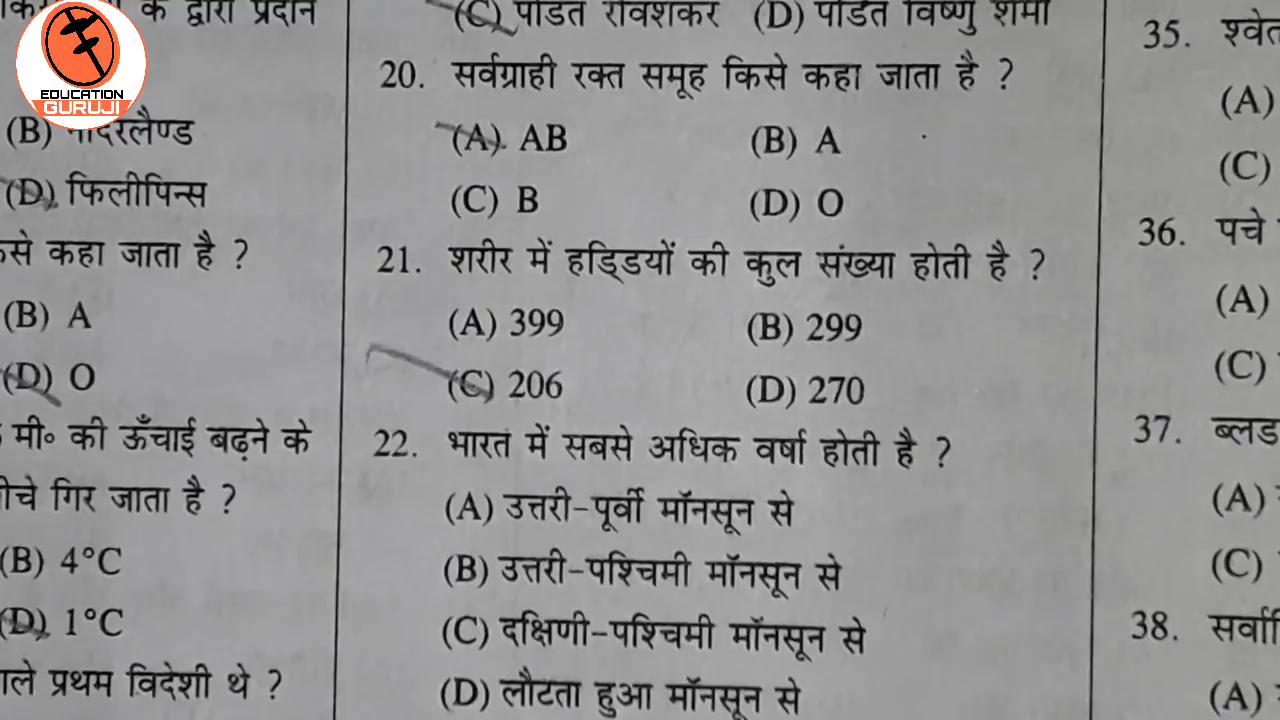 के द्वारा प्रदान
EDUCATION
GURUJI
(B)
(D) फिलीपिन्स
कहा जाता है ?
(B) A
(D) O
मी० की ऊँचाई बढ़ने के
गिर जाता है ?
(B) 4°C
(D) 1°C
प्रथम विदेशी थे ?
(C) पंडित रविशंकर (D) पंडित विष्णु शर्मा
20. सर्वग्राही रक्त समूह किसे कहा जाता है ?
(A) AB (B) A
(C) B (D) O
21. शरीर में हड्डियों की कुल संख्या होती है ?
(A) 399 (B) 299
(C) 206 (D) 270
22. भारत में सबसे अधिक वर्षा होती है ?
(A) उत्तरी-पूर्वी मॉनसून से
(B) उत्तरी-पश्चिमी मॉनसून से
(C) दक्षिणी-पश्चिमी मॉनसून से
(D) लौटता हुआ मॉनसून से
35.
(A)
(C)
36. पचे
(A)
(C)
37. ब्लड
(A)
(C)
38.
(A)